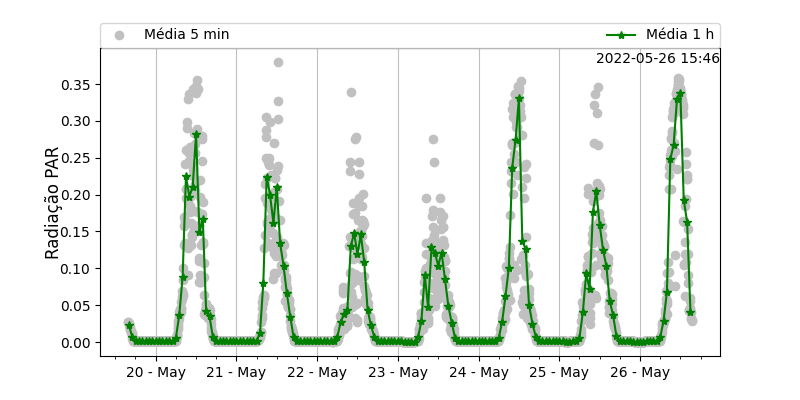 Média 5 min
Média 1 h
2022-05-26 15:46
Radiação PAR
0.35
0.30
0.25
0.20
0.15
0.10
0.05
0.00
20 - May 21 - May 22 - May 23 - May 24 - May 25 - May 26 - May